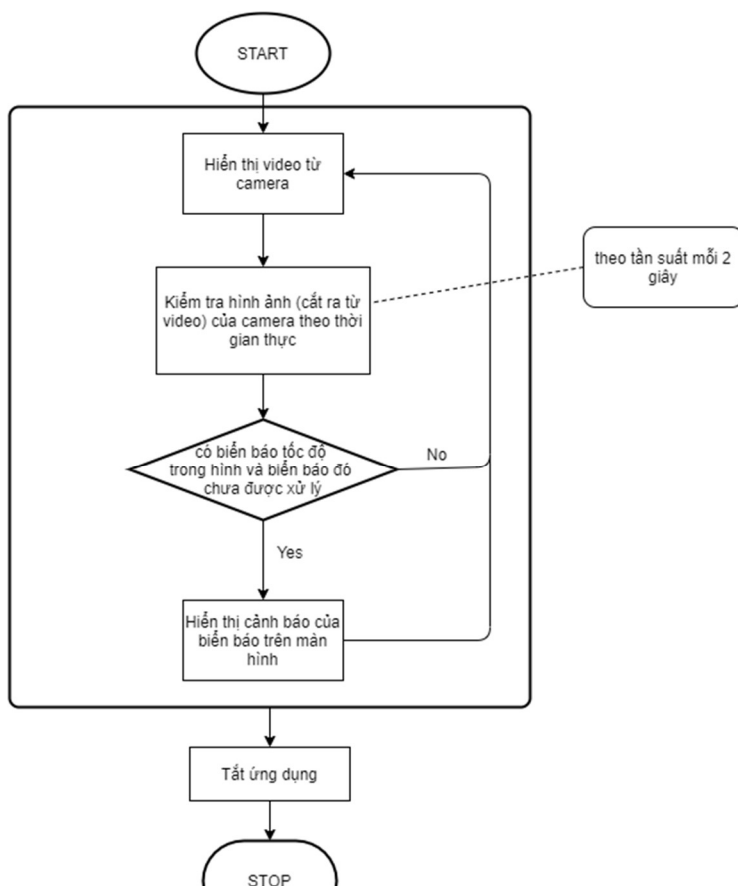 START
Hiển thị video từ
camera
theo tần suất mỗi 2
giây
Kiểm tra hình ảnh (cắt ra từ
video) của camera theo thời
gian thực
có biển báo tốc độ
trong hình và biển báo đó
chưa được xử lý
No
Yes
Hiển thị cảnh báo của
biển báo trên màn
hình
Tắt ứng dụng
STOP